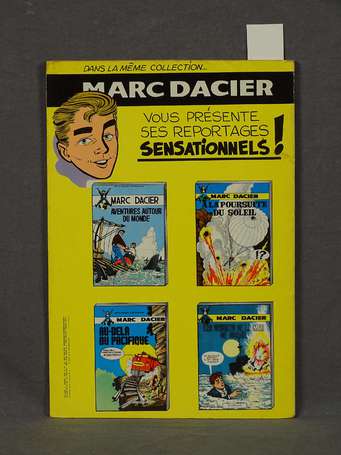 DANS LA MÊME COLLECTION...
MARC DACIER
VOUS PRÉSENTE
SES REPORTAGES
SENSATIONNELS!
MARC DACIER
AVENTURES AUTOUR
DU MONDE
MARC DACIER
A LA POURSUITE
DU SOLEIL
!?
MARC DACIER
AU-DELA
DU PACIFIQUE
MARC DACIER